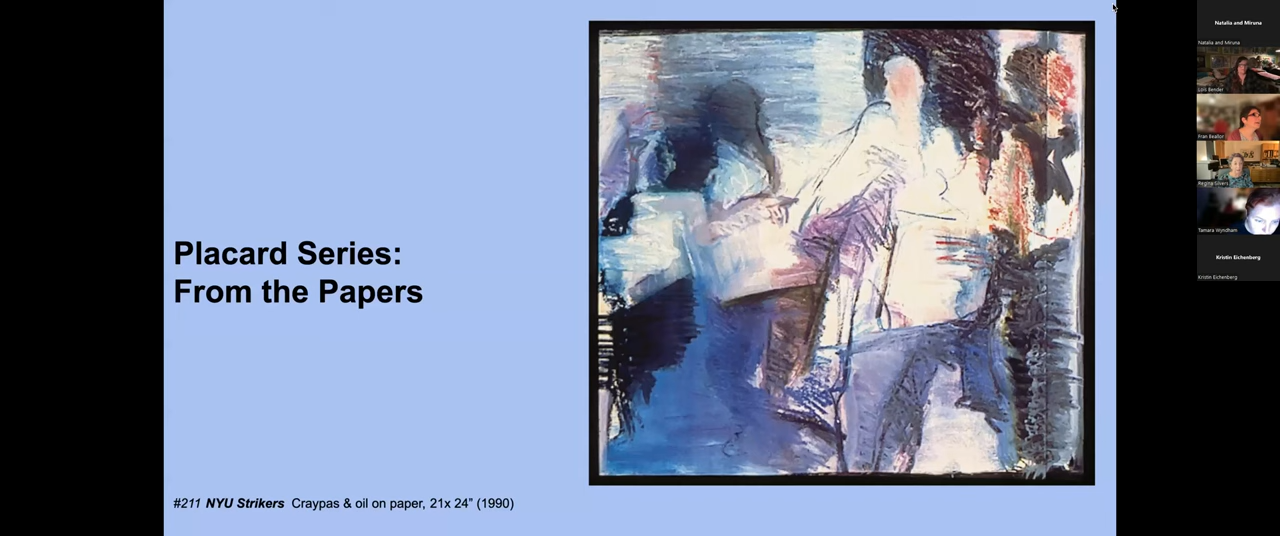 Placard Series:
From the Papers
#211 NYU Strikers Craypas & oil on paper, 21x 24” (1990)
Natalia and Miruna
Natalia and Miruna
Lois Bender
Fran Beallor
Regina Silvers
Tamara Wyndham
Kristin Eichenberg
Kristin Eichenberg